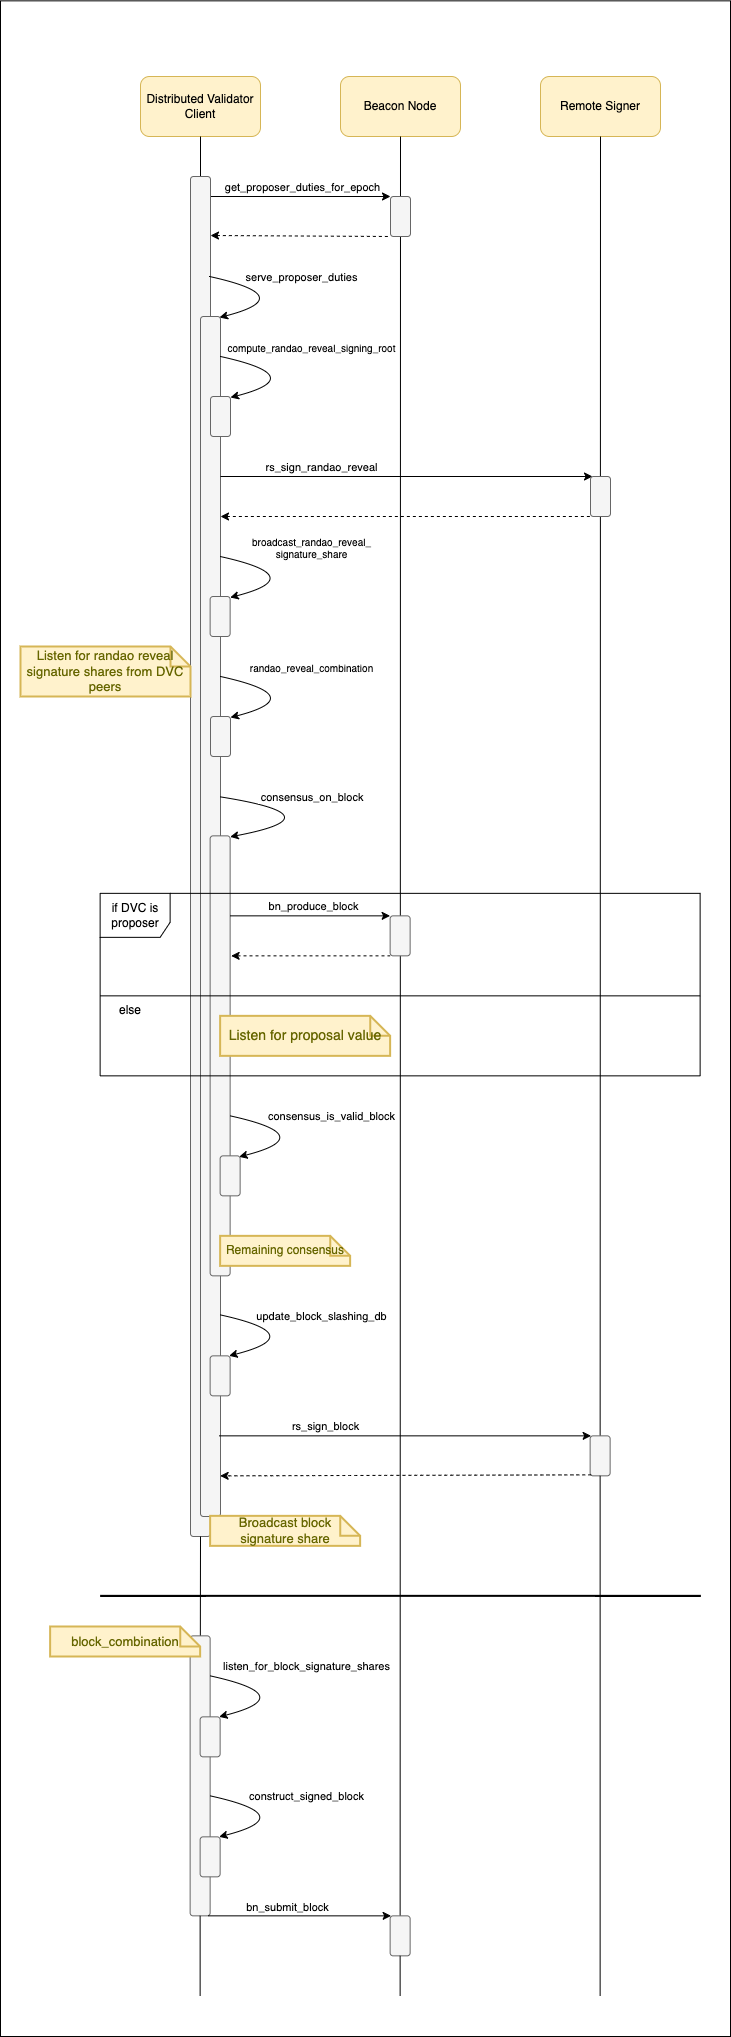 Distributed Validator
Client
Beacon Node
Remote Signer
get_proposer_duties_for_epoch
serve_proposer_duties
compute_randao_reveal_signing_root
rs_sign_randao_reveal
broadcast_randao_reveal_
signature_share
Listen for randao reveal
signature shares from DVC
peers
randao_reveal_combination
consensus_on_block
if DVC is
proposer
bn_produce_block
else
Listen for proposal value
consensus_is_valid_block
Remaining consensus
update_block_slashing_db
rs_sign_block
Broadcast block
signature share
block_combination
listen_for_block_signature_shares
construct_signed_block
bn_submit_block